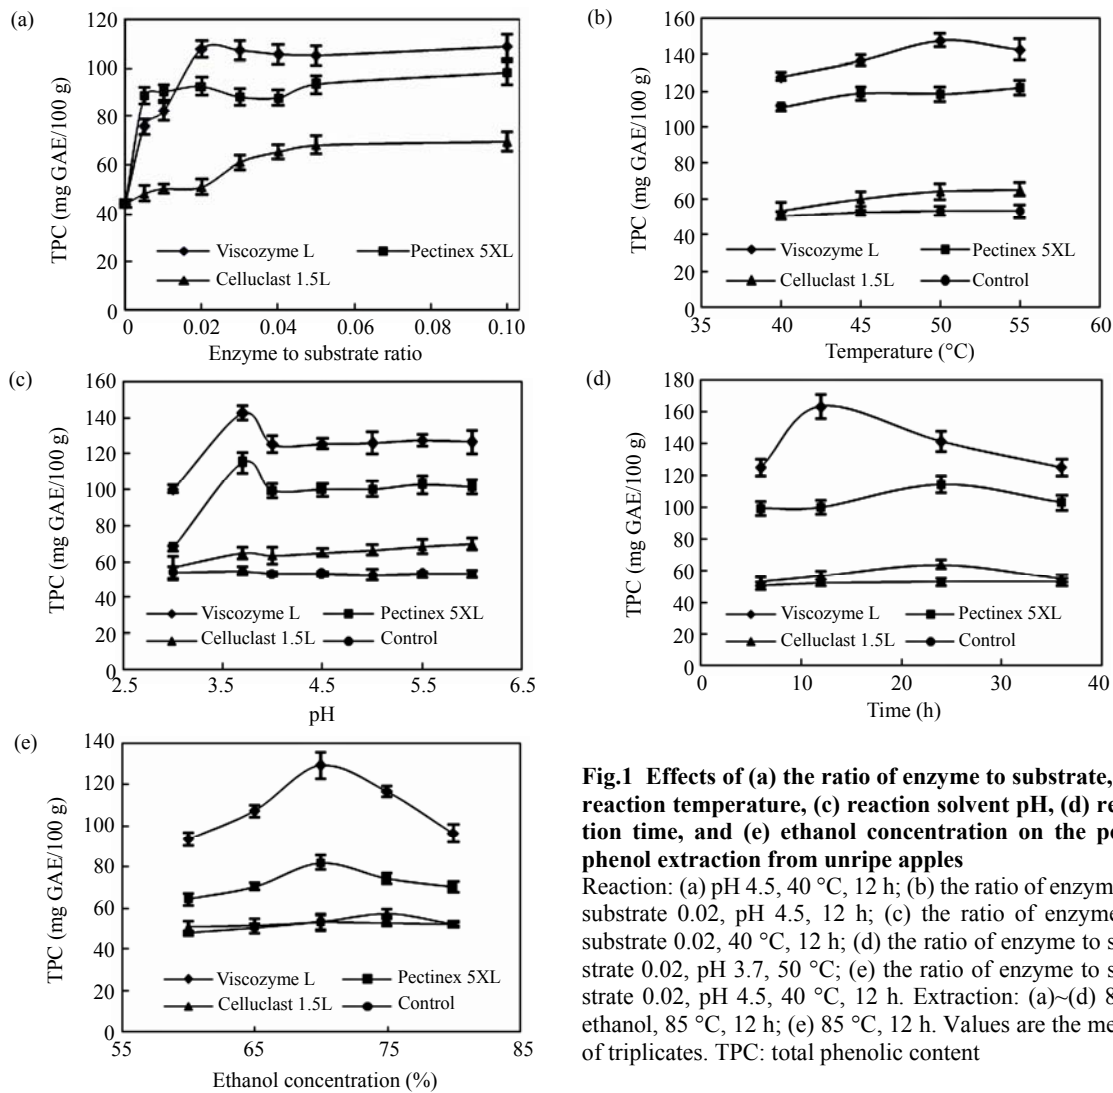 (a)
120
100
80
60
40
20
0
TPC (mg GAE/100 g)
Viscozyme L
Pectinex 5XL
Celluclast 1.5L
0 0.02 0.04 0.06 0.08 0.10
Enzyme to substrate ratio
(b)
160
140
120
100
80
60
40
20
0
TPC (mg GAE/100 g)
Viscozyme L
Pectinex 5XL
Celluclast 1.5L
Control
35 40 45 50 55 60
Temperature (°C)
(c)
160
140
120
100
80
60
40
20
0
TPC (mg GAE/100 g)
Viscozyme L
Pectinex 5XL
Celluclast 1.5L
Control
2.5 3.5 4.5 5.5 6.5
pH
(d)
180
160
140
120
100
80
60
40
20
0
TPC (mg GAE/100 g)
Viscozyme L
Pectinex 5XL
Celluclast 1.5L
Control
0 10 20 30 40
Time (h)
(e)
140
120
100
80
60
40
20
0
TPC (mg GAE/100 g)
Viscozyme L
Pectinex 5XL
Celluclast 1.5L
Control
55 65 75 85
Ethanol concentration (%)
Fig.1 Effects of (a) the ratio of enzyme to substrate,
reaction temperature, (c) reaction solvent pH, (d) re
tion time, and (e) ethanol concentration on the po
phenol extraction from unripe apples
Reaction: (a) pH 4.5, 40 °C, 12 h; (b) the ratio of enzyme
substrate 0.02, pH 4.5, 12 h; (c) the ratio of enzyme
substrate 0.02, 40 °C, 12 h; (d) the ratio of enzyme to s
strate 0.02, pH 3.7, 50 °C; (e) the ratio of enzyme to s
strate 0.02, pH 4.5, 40 °C, 12 h. Extraction: (a)~(d) 8
ethanol, 85 °C, 12 h; (e) 85 °C, 12 h. Values are the me
of triplicates. TPC: total phenolic content